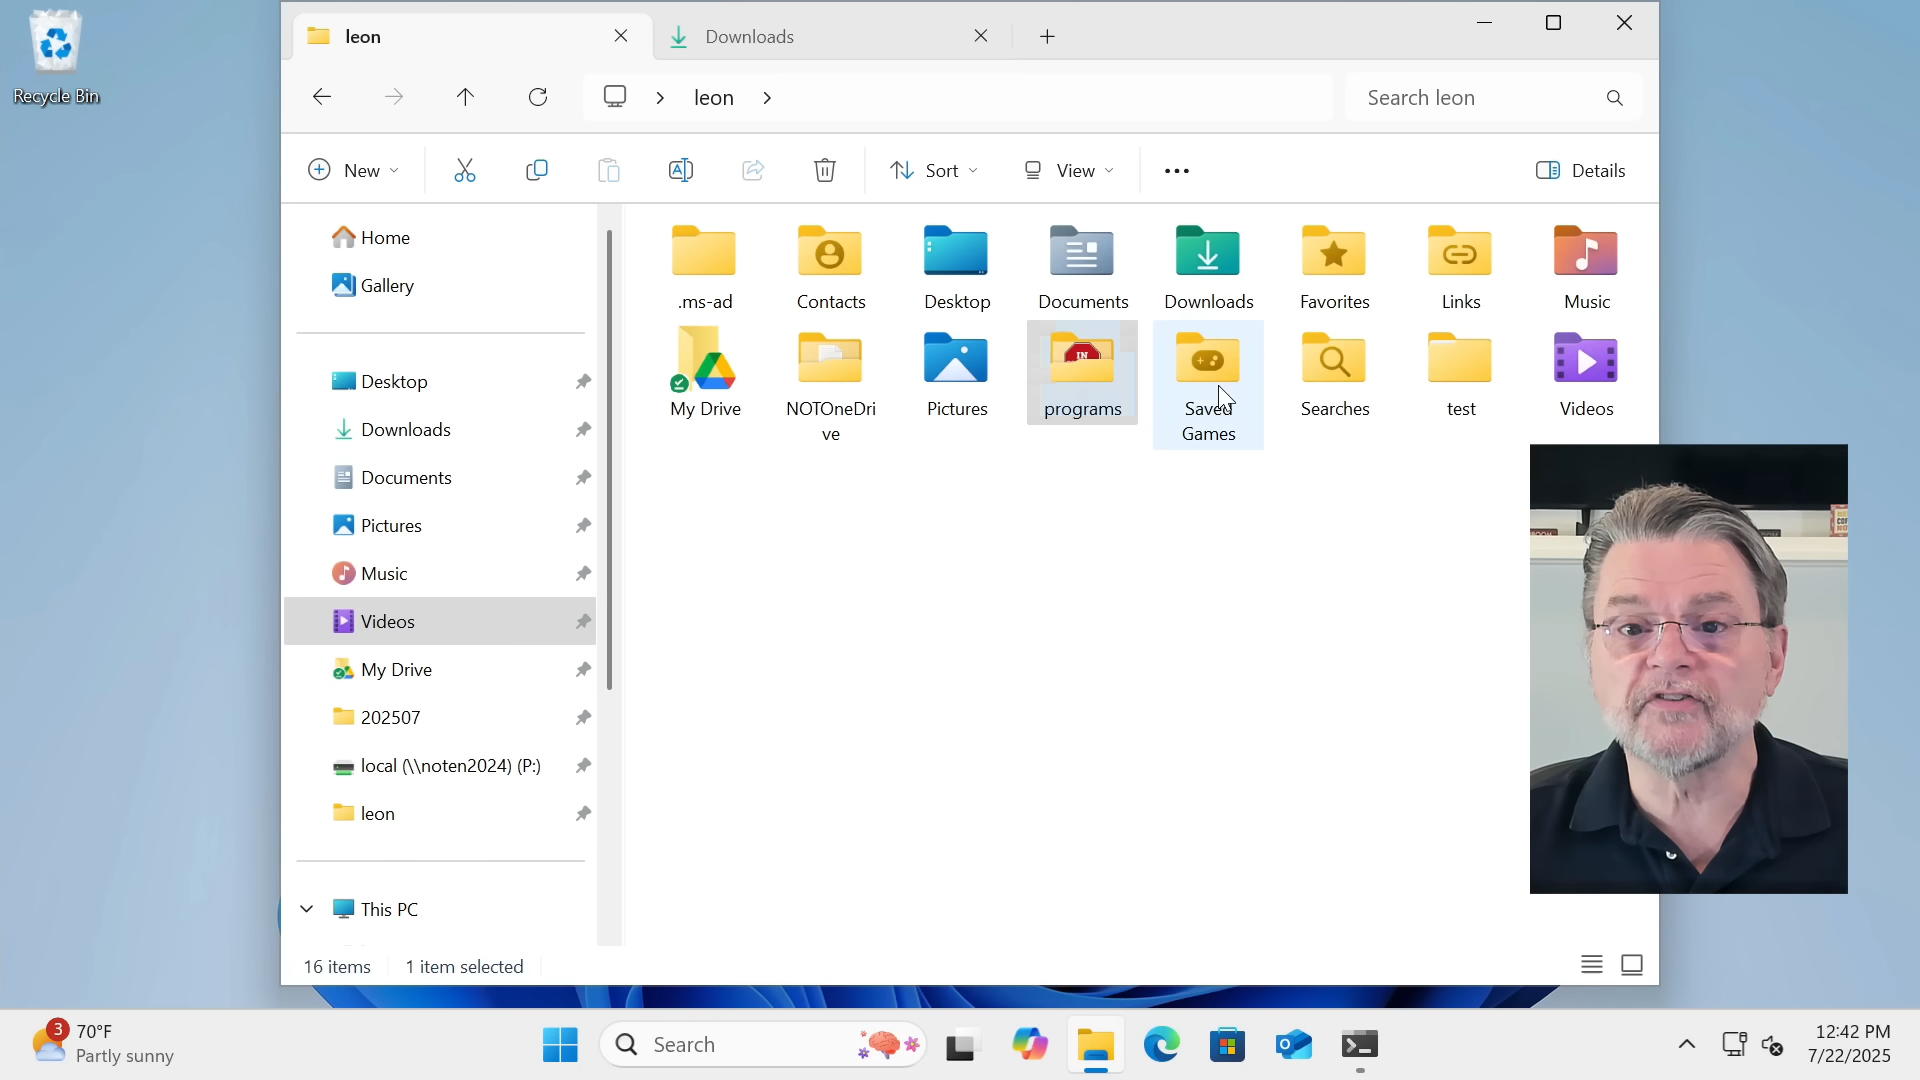 Recycle Bin
leon
Downloads
leon
Search leon
New
Sort
View
Details
Home
Gallery
Desktop
Downloads
Documents
Pictures
Music
Videos
My Drive
202507
local (\\noten2024) (P:)
leon
This PC
.ms-ad
Contacts
Desktop
Documents
Downloads
Favorites
Links
Music
My Drive
NOTOneDri
ve
Pictures
IN
programs
Saved
Games
Searches
test
Videos
16 items
1 item selected
3
70°F
Partly sunny
Search
12:42 PM
7/22/2025